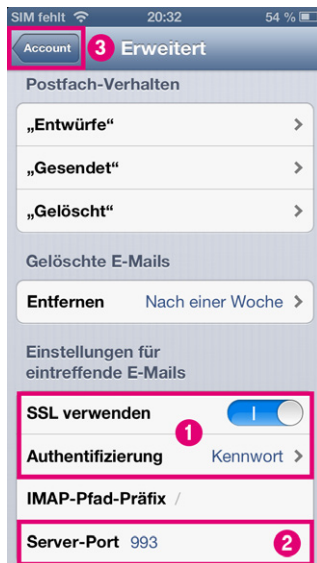 SIM fehlt 20:32 54 %
Account 3 Erweitert
Postfach-Verhalten
„Entwürfe“
„Gesendet“
„Gelöscht“
Gelöschte E-Mails
Entfernen Nach einer Woche
Einstellungen für
eintreffende E-Mails
SSL verwenden
1
Authentifizierung Kennwort
IMAP-Pfad-Präfix /
Server-Port 993 2